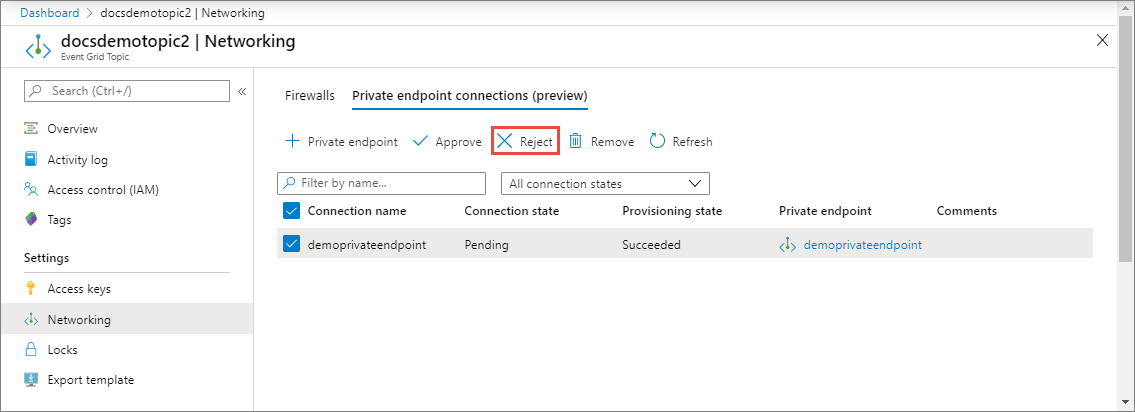 Dashboard > docsdemotopic2 | Networking
docsdemotopic2 | Networking
Event Grid Topic
Search (Ctrl+/)
«
Overview
Activity log
Access control (IAM)
Tags
Settings
Access keys
Networking
Locks
Export template
Firewalls Private endpoint connections (preview)
Private endpoint Approve Reject Remove Refresh
Filter by name... All connection states
Connection name Connection state Provisioning state Private endpoint Comments
demoprivateendpoint Pending Succeeded demoprivateendpoint